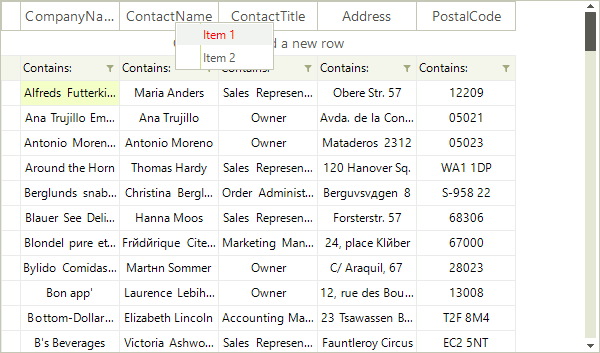 CompanyNa... ContactName ContactTitle Address PostalCode
Item 1
d a new row
Item 2
Contains: Contains: Contains: Contains: Contains:
Alfreds Futterki... Maria Anders Sales Represen... Obere Str. 57 12209
Ana Trujillo Em... Ana Trujillo Owner Avda. de la Con... 05021
Antonio Moreno... Antonio Moreno Owner Mataderos 2312 05023
Around the Horn Thomas Hardy Sales Represen... 120 Hanover Sq. WA1 1DP
Berglunds snab... Christina Bergl... Order Administ... Berguvsvдgen 8 S-958 22
Blauer See Deli... Hanna Moos Sales Represen... Forsterstr. 57 68306
Blondel pиre et... Frйdйrique Cite... Marketing Man... 24, place Klйber 67000
Bylido Comidas... Martнn Sommer Owner C/ Araquil, 67 28023
Bon app' Laurence Lebih... Owner 12, rue des Bou... 13008
Bottom-Dollar... Elizabeth Lincoln Accounting Ma... 23 Tsawassen B... T2F 8M4
B's Beverages Victoria Ashwo... Sales Represen... Fauntleroy Circus EC2 5NT